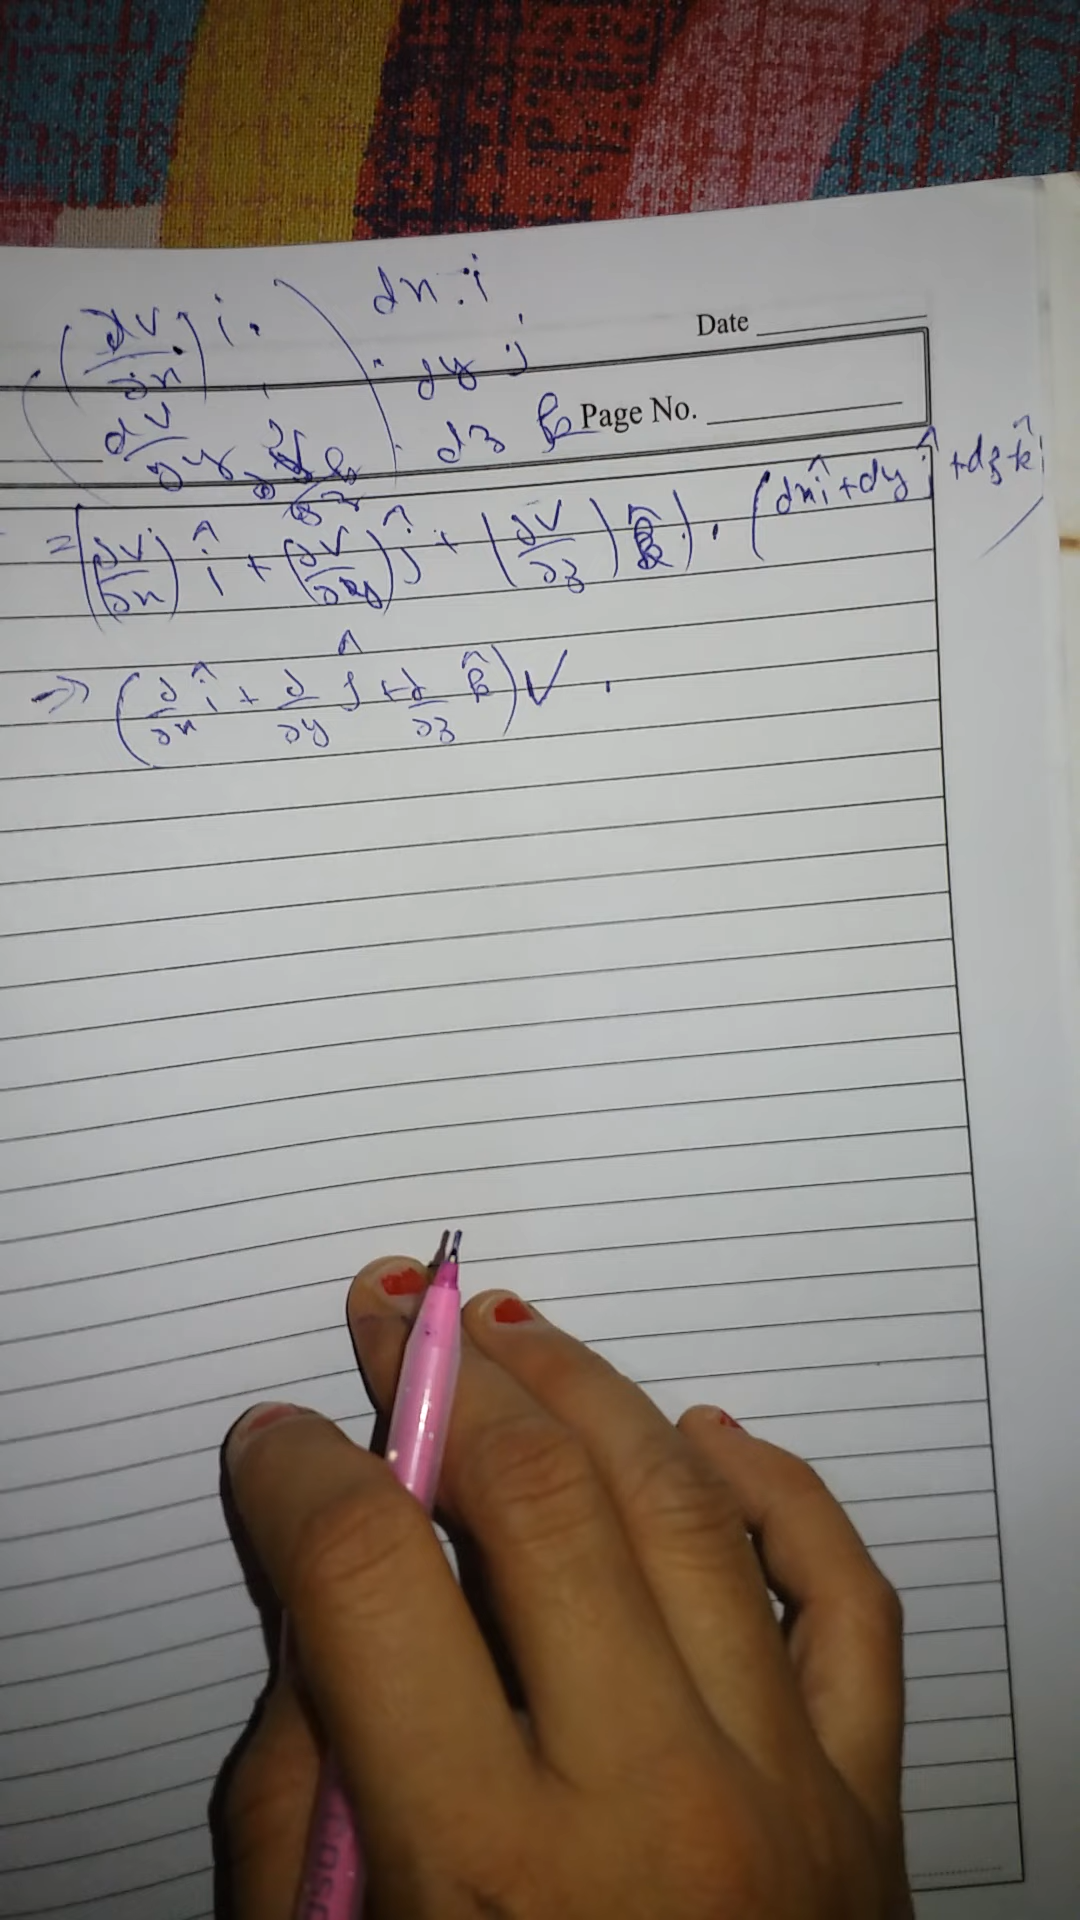 (∂V/∂x) i. dx.i
∂V/∂y . dy j
. dz k
Date
Page No.
= ((∂V/∂x) î + (∂V/∂y) ĵ + (∂V/∂z) k̂) . (dx î + dy ĵ + dz k̂)
⇒ (∂/∂x î + ∂/∂y ĵ + ∂/∂z k̂) V .